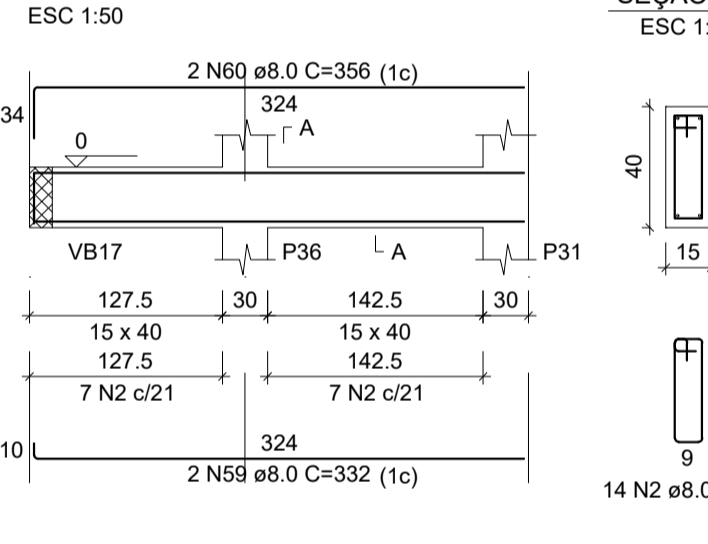 ESC 1:50
ESC 1:
2 N60 ø8.0 C=356 (1c)
34
324
A
0
VB17
P36
A
P31
127.5 30 142.5 30
15 x 40 15 x 40
127.5 142.5
7 N2 c/21 7 N2 c/21
10
324
2 N59 ø8.0 C=332 (1c)
40
15
9
14 N2 ø8.0